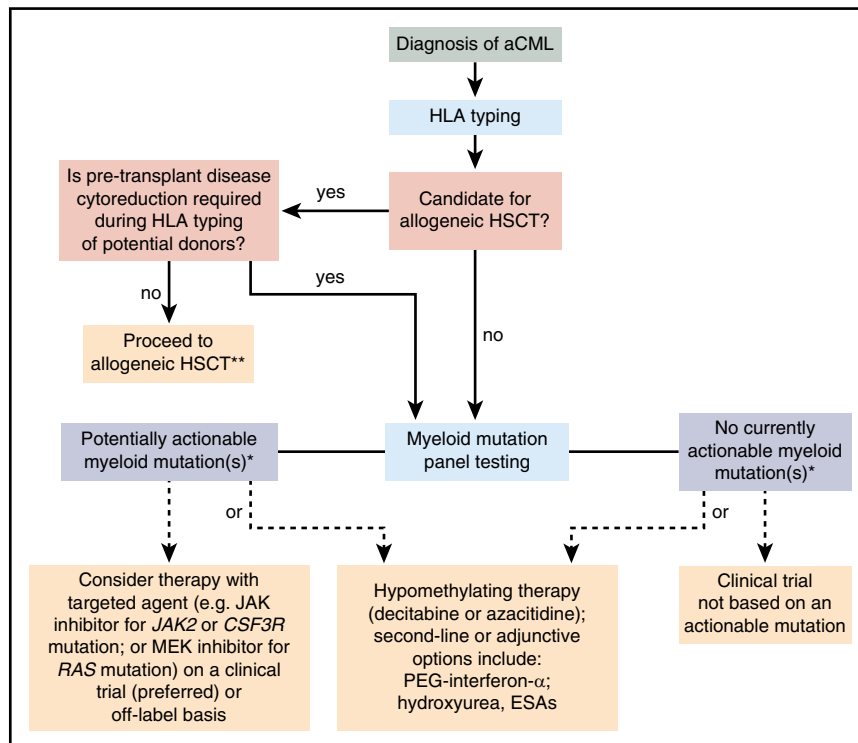 Diagnosis of aCML
HLA typing
Is pre-transplant disease
cytoreduction required
during HLA typing
of potential donors?
yes
Candidate for
allogeneic HSCT?
no
yes
no
Proceed to
allogeneic HSCT**
Potentially actionable
myeloid mutation(s)*
Myeloid mutation
panel testing
No currently
actionable myeloid
mutation(s)*
or
or
Consider therapy with
targeted agent (e.g. JAK
inhibitor for JAK2 or CSF3R
mutation; or MEK inhibitor for
RAS mutation) on a clinical
trial (preferred) or
off-label basis
Hypomethylating therapy
(decitabine or azacitidine);
second-line or adjunctive
options include:
PEG-interferon-α;
hydroxyurea, ESAs
Clinical trial
not based on an
actionable mutation